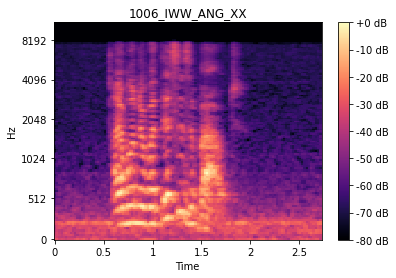 1006_IWW_ANG_XX
+0 dB
8192
-10 dB
4096
-20 dB
-30 dB
2048
Hz
-40 dB
1024
-50 dB
512
-60 dB
-70 dB
0
-80 dB
0 0.5 1 1.5 2 2.5
Time